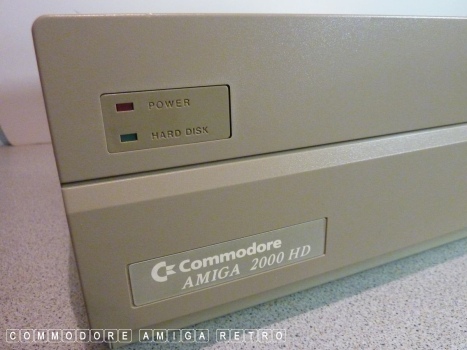 POWER
HARD DISK
Commodore
AMIGA 2000 HD
COMMODORE AMIGA RETRO